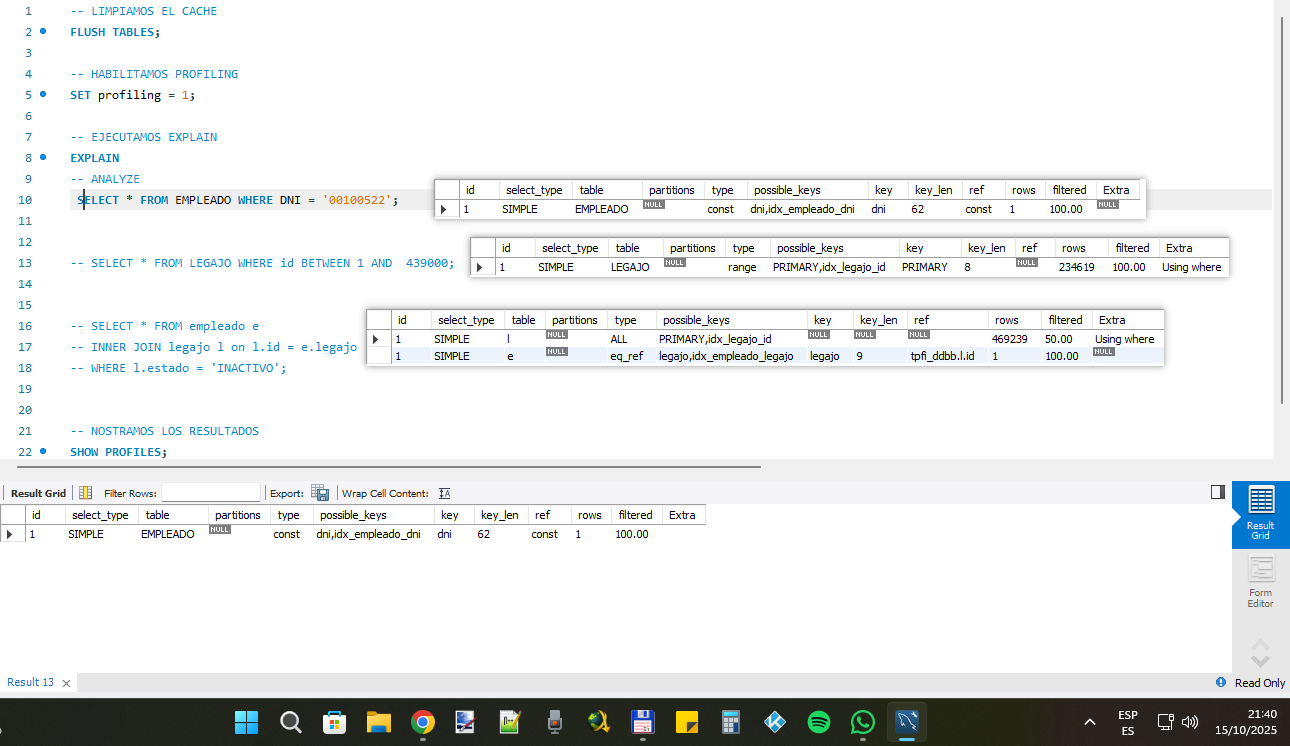 1 -- LIMPIAMOS EL CACHE
2 FLUSH TABLES;
3
4 -- HABILITAMOS PROFILING
5 SET profiling = 1;
6
7 -- EJECUTAMOS EXPLAIN
8 EXPLAIN
9 -- ANALYZE
10 SELECT * FROM EMPLEADO WHERE DNI = '00100522';
id select_type table partitions type possible_keys key key_len ref rows filtered Extra
1 SIMPLE EMPLEADO NULL const dni,idx_empleado_dni dni 62 const 1 100.00 NULL
11
12
13 -- SELECT * FROM LEGAJO WHERE id BETWEEN 1 AND  439000;
id select_type table partitions type possible_keys key key_len ref rows filtered Extra
1 SIMPLE LEGAJO NULL range PRIMARY,idx_legajo_id PRIMARY 8 NULL 234619 100.00 Using where
14
15
16 -- SELECT * FROM empleado e
17 -- INNER JOIN legajo l on l.id = e.legajo
18 -- WHERE l.estado = 'INACTIVO';
id select_type table partitions type possible_keys key key_len ref rows filtered Extra
1 SIMPLE l NULL ALL PRIMARY,idx_legajo_id NULL NULL NULL 469239 50.00 Using where
1 SIMPLE e NULL eq_ref legajo,idx_empleado_legajo legajo 9 tpfi_ddbb.l.id 1 100.00 NULL
19
20
21 -- NOSTRAMOS LOS RESULTADOS
22 SHOW PROFILES;
Result Grid Filter Rows: Export: Wrap Cell Content:
id select_type table partitions type possible_keys key key_len ref rows filtered Extra
1 SIMPLE EMPLEADO NULL const dni,idx_empleado_dni dni 62 const 1 100.00
Result
Grid
Form
Editor
Result 13
Read Only
ESP
ES
21:40
15/10/2025